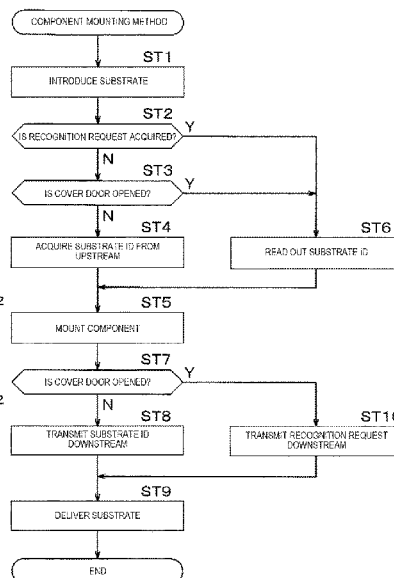 COMPONENT MOUNTING METHOD
ST1
INTRODUCE SUBSTRATE
ST2
IS RECOGNITION REQUEST ACQUIRED?
Y
N
ST3
IS COVER DOOR OPENED?
Y
N
ST4
ACQUIRE SUBSTRATE ID FROM
UPSTREAM
ST6
READ OUT SUBSTRATE ID
ST5
MOUNT COMPONENT
ST7
IS COVER DOOR OPENED?
Y
N
ST8
TRANSMIT SUBSTRATE ID
DOWNSTREAM
ST10
TRANSMIT RECOGNITION REQUEST
DOWNSTREAM
ST9
DELIVER SUBSTRATE
END